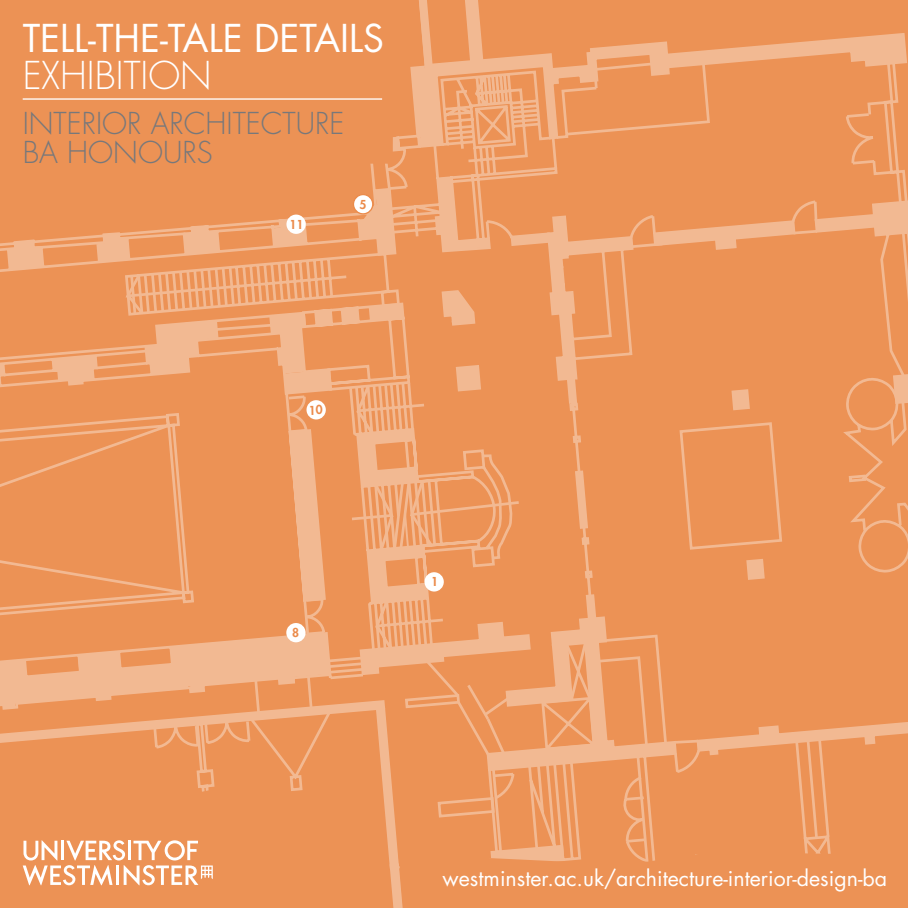 TELL-THE-TALE DETAILS
EXHIBITION
INTERIOR ARCHITECTURE
BA HONOURS
5
11
10
1
8
UNIVERSITY OF
WESTMINSTER
westminster.ac.uk/architecture-interior-design-ba